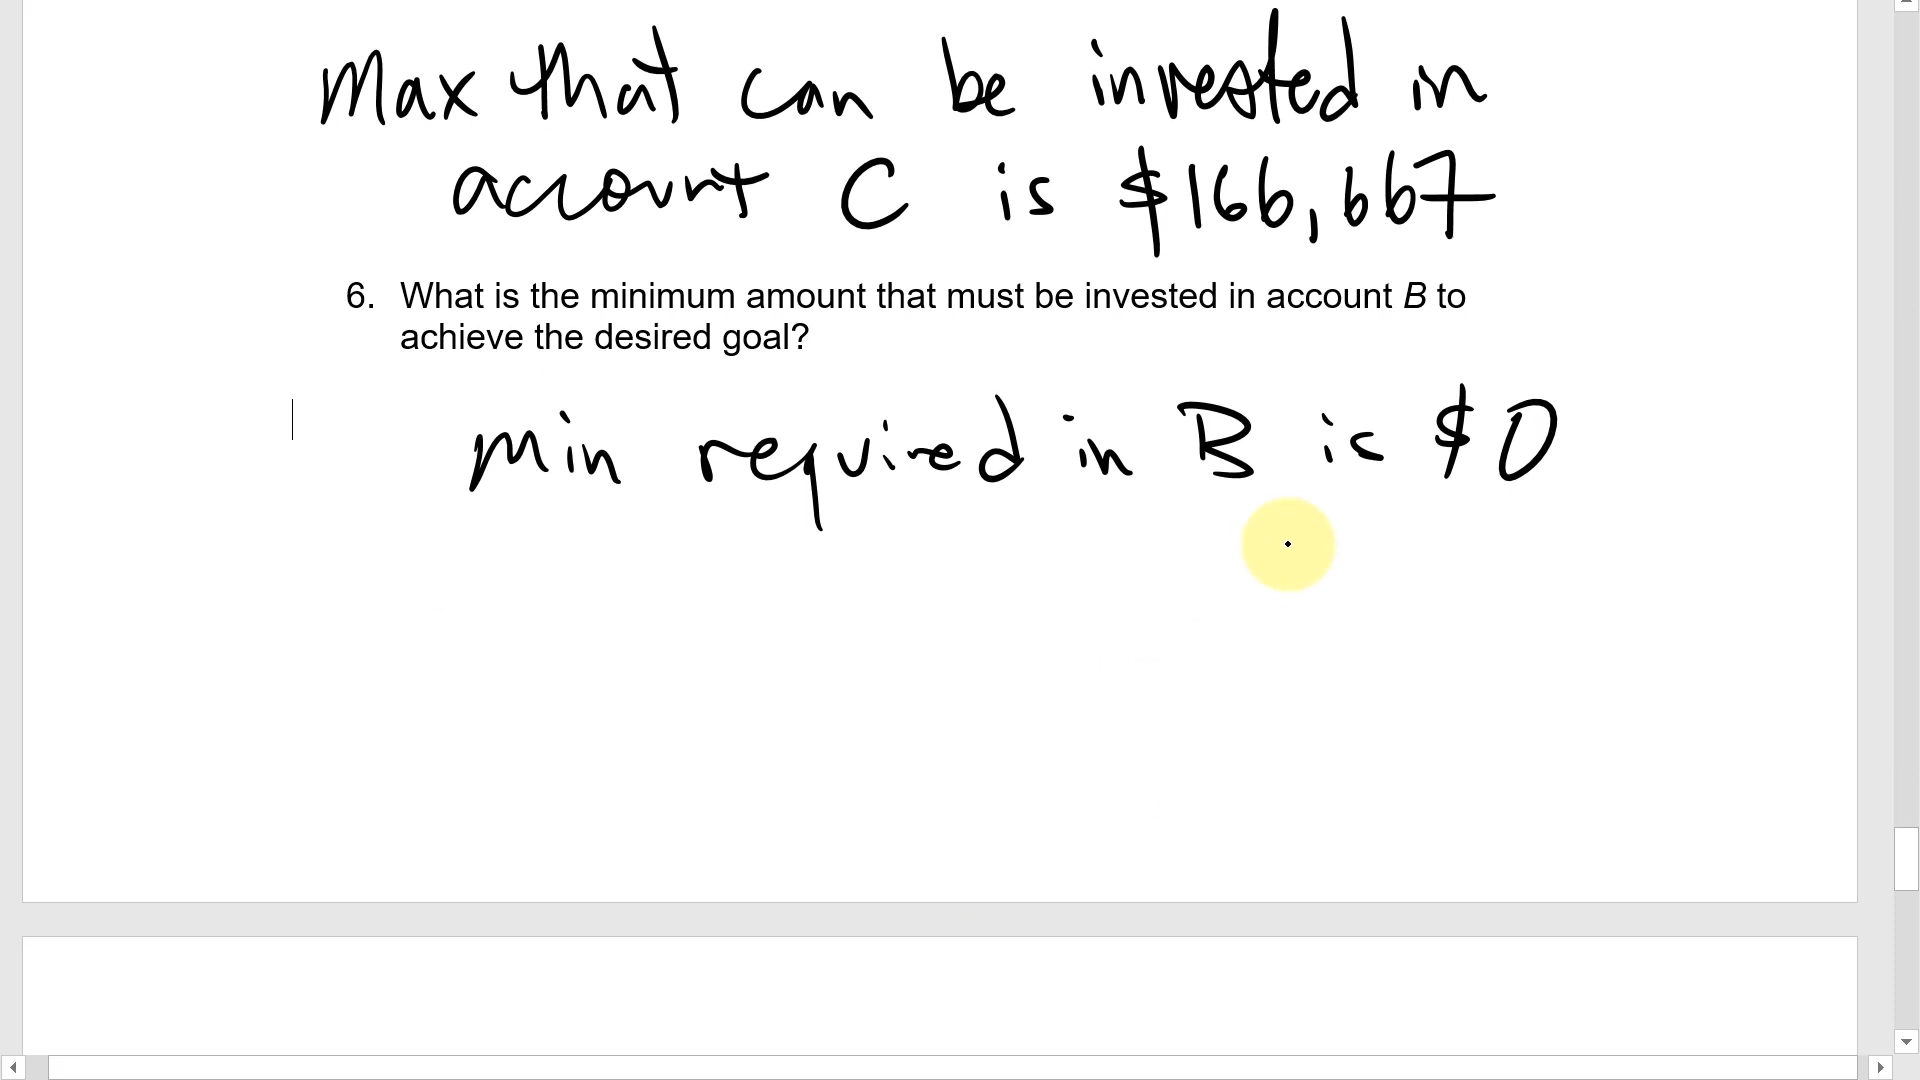 Max that can be invested in
account C is $166,667
6. What is the minimum amount that must be invested in account B to
achieve the desired goal?
Min required in B is $0